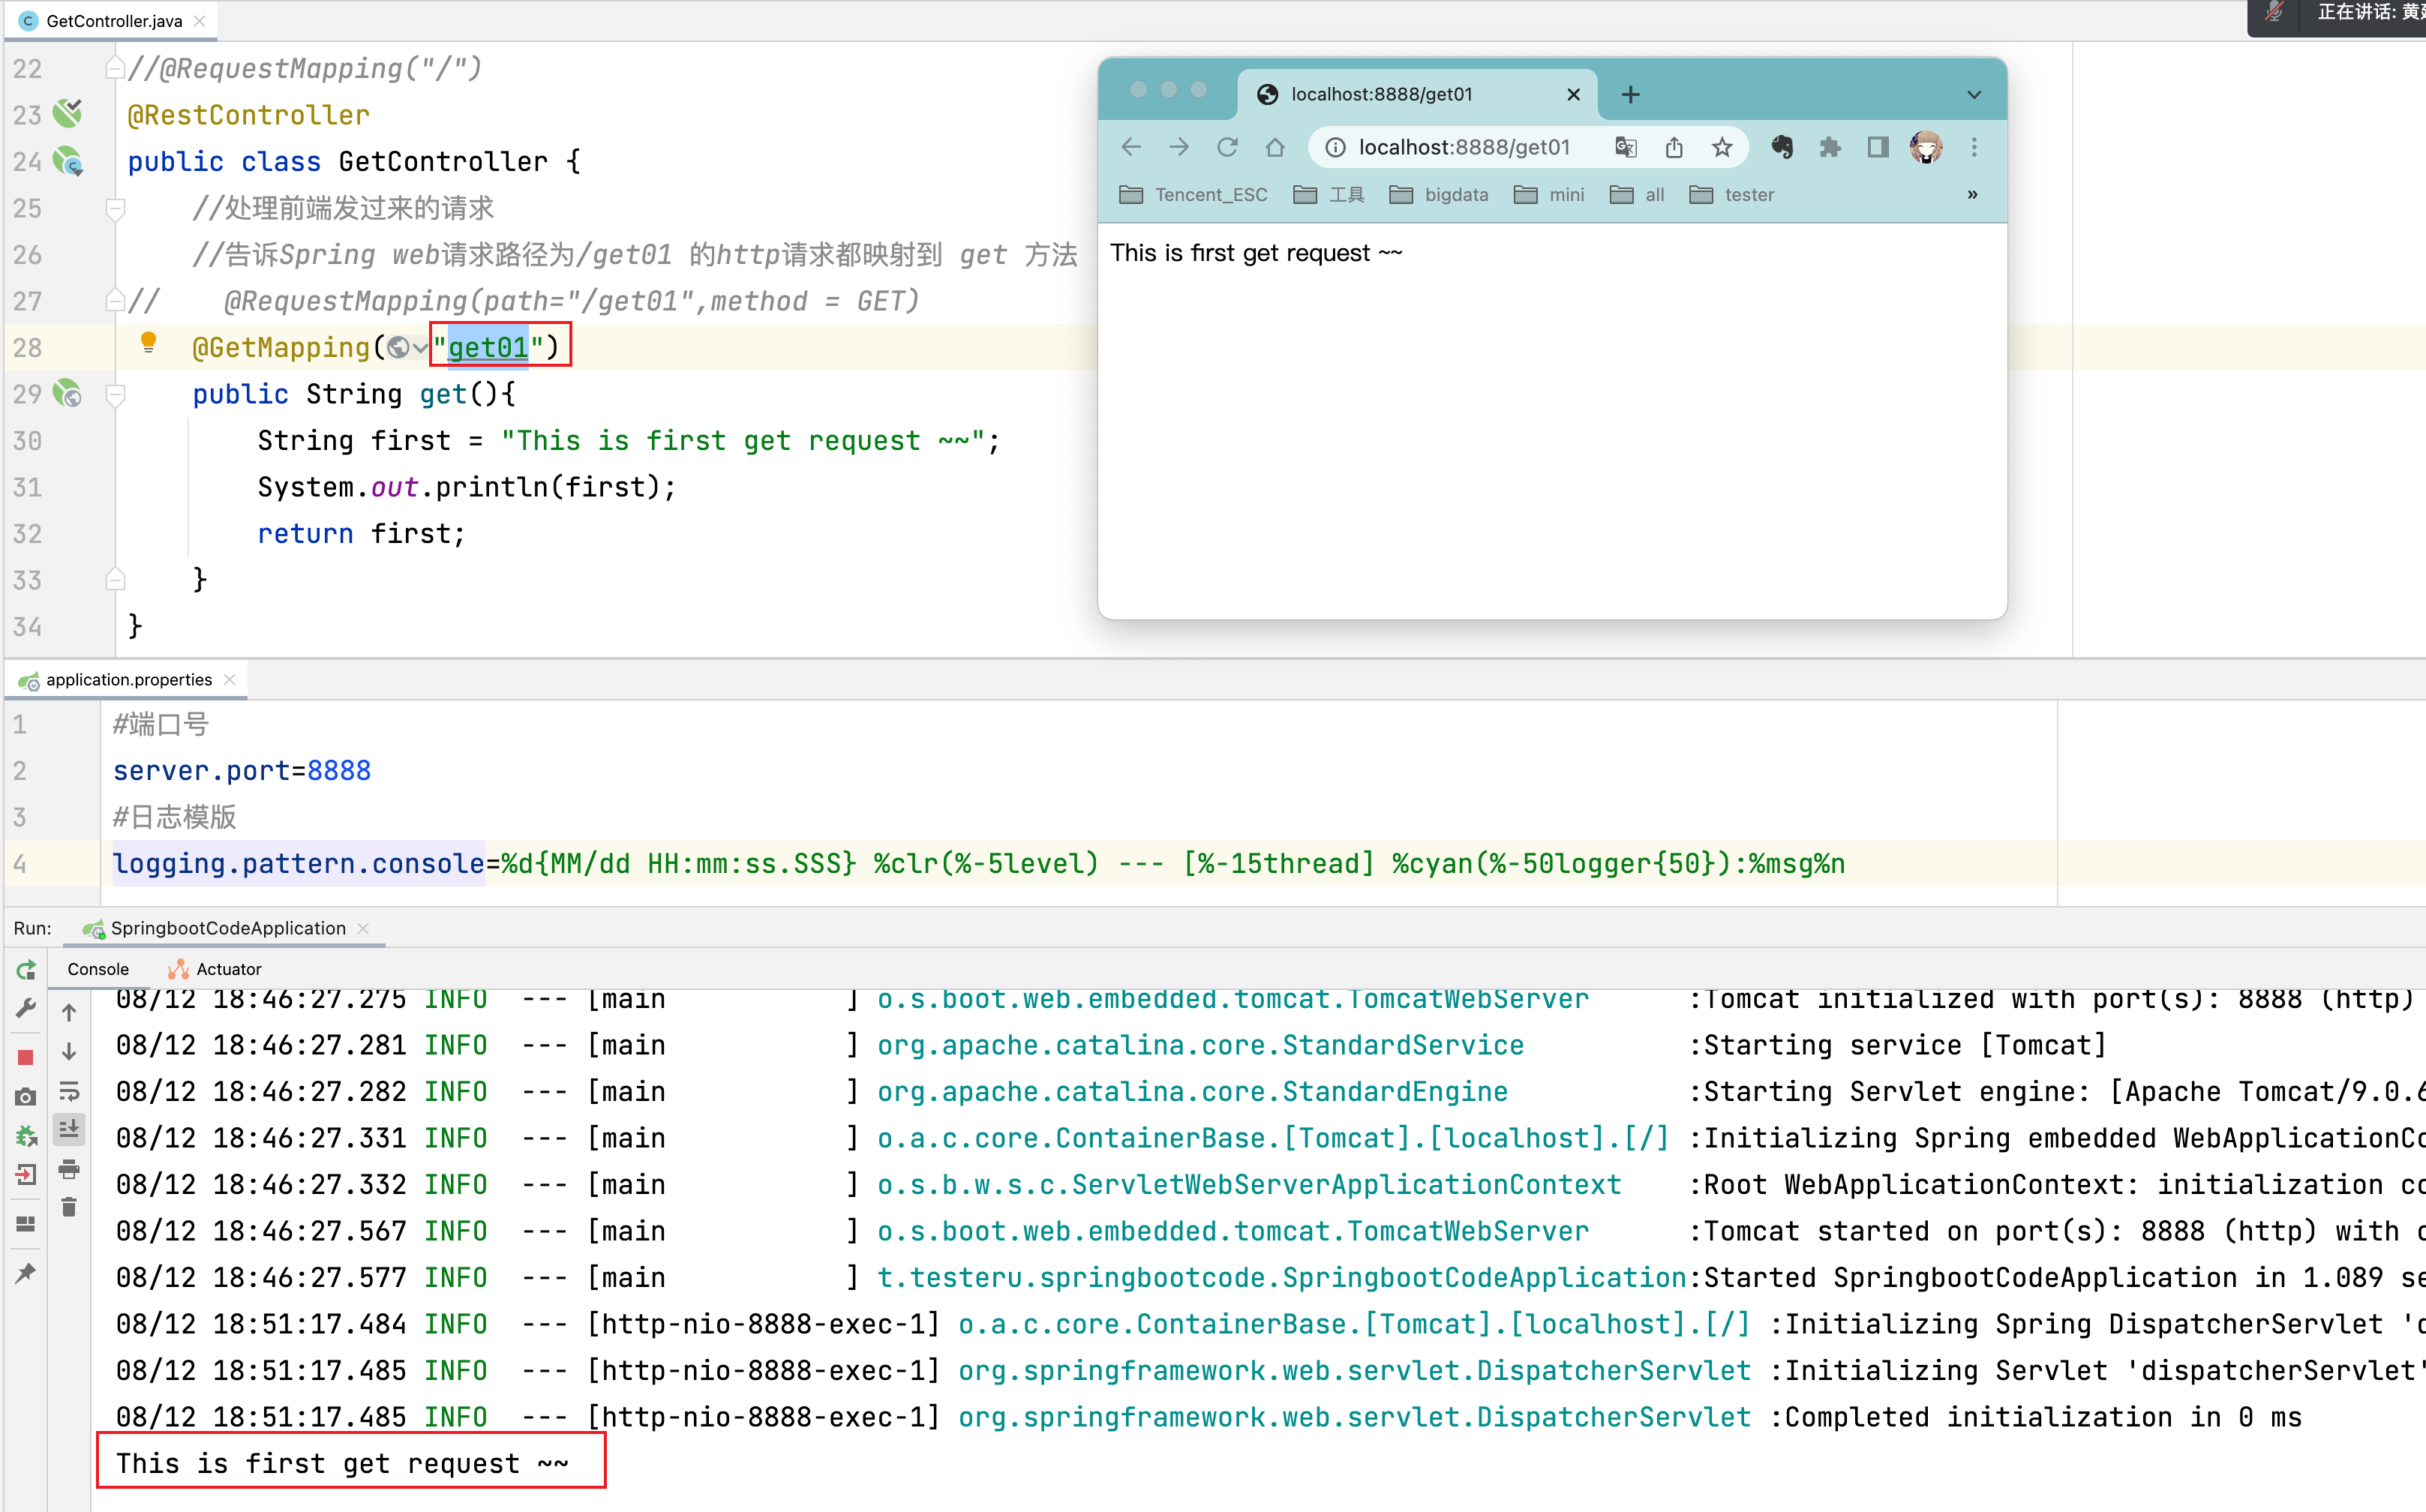 GetController.java
正在讲话: 黄
22 //@RequestMapping("/")
23 @RestController
24 public class GetController {
25 //处理前端发过来的请求
26 //告诉Spring web请求路径为/get01 的http请求都映射到 get 方法
27 // @RequestMapping(path="/get01",method = GET)
28 @GetMapping("get01")
29 public String get(){
30 String first = "This is first get request ~~";
31 System.out.println(first);
32 return first;
33 }
34 }
localhost:8888/get01
localhost:8888/get01
Tencent_ESC 工具 bigdata mini all tester »
This is first get request ~~
application.properties
1 #端口号
2 server.port=8888
3 #日志模版
4 logging.pattern.console=%d{MM/dd HH:mm:ss.SSS} %clr(%-5level) --- [%-15thread] %cyan(%-50logger{50}):%msg%n
Run: SpringbootCodeApplication
Console Actuator
08/12 18:46:27.275 INFO --- [main ] o.s.boot.web.embedded.tomcat.TomcatWebServer :Tomcat initialized with port(s): 8888 (http)
08/12 18:46:27.281 INFO --- [main ] org.apache.catalina.core.StandardService :Starting service [Tomcat]
08/12 18:46:27.282 INFO --- [main ] org.apache.catalina.core.StandardEngine :Starting Servlet engine: [Apache Tomcat/9.0.6
08/12 18:46:27.331 INFO --- [main ] o.a.c.core.ContainerBase.[Tomcat].[localhost].[/] :Initializing Spring embedded WebApplicationCo
08/12 18:46:27.332 INFO --- [main ] o.s.b.w.s.c.ServletWebServerApplicationContext :Root WebApplicationContext: initialization co
08/12 18:46:27.567 INFO --- [main ] o.s.boot.web.embedded.tomcat.TomcatWebServer :Tomcat started on port(s): 8888 (http) with c
08/12 18:46:27.577 INFO --- [main ] t.testeru.springbootcode.SpringbootCodeApplication:Started SpringbootCodeApplication in 1.089 se
08/12 18:51:17.484 INFO --- [http-nio-8888-exec-1] o.a.c.core.ContainerBase.[Tomcat].[localhost].[/] :Initializing Spring DispatcherServlet 'd
08/12 18:51:17.485 INFO --- [http-nio-8888-exec-1] org.springframework.web.servlet.DispatcherServlet :Initializing Servlet 'dispatcherServlet'
08/12 18:51:17.485 INFO --- [http-nio-8888-exec-1] org.springframework.web.servlet.DispatcherServlet :Completed initialization in 0 ms
This is first get request ~~